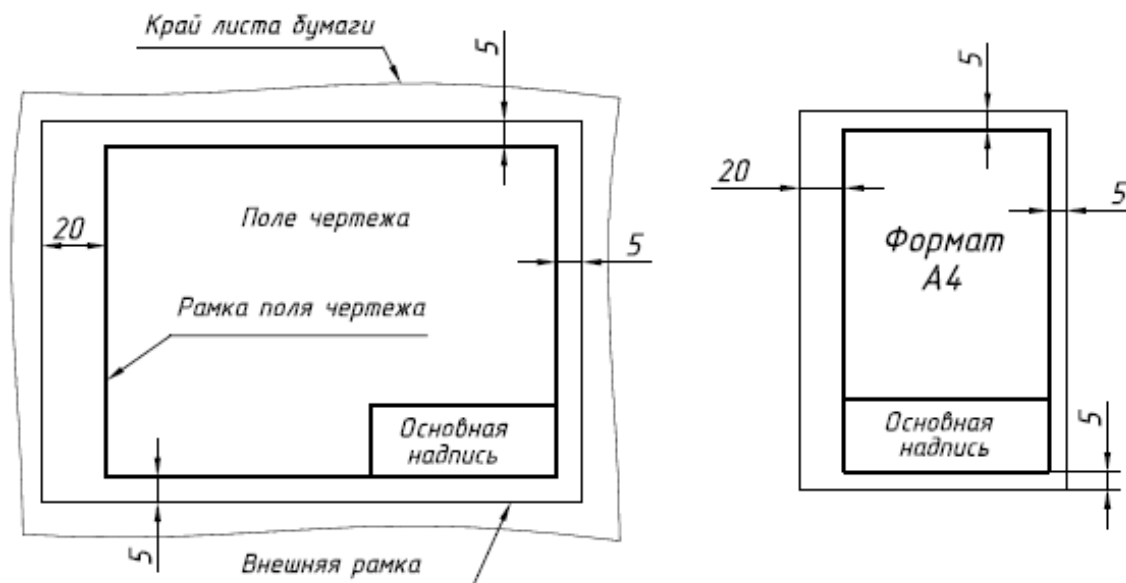 Край листа бумаги
5
5
Поле чертежа
20
5
20
5
Формат
А4
Рамка поля чертежа
Основная
надпись
Основная
надпись
5
5
Внешняя рамка